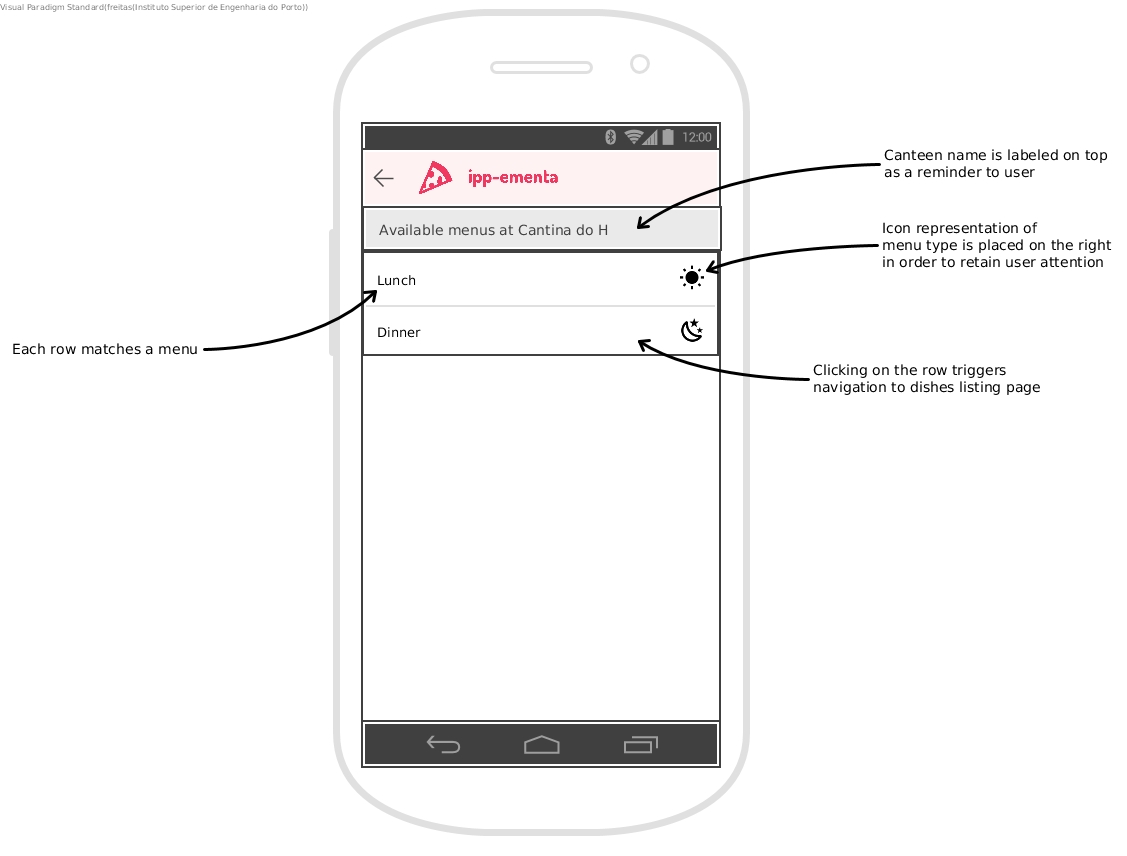 Visual Paradigm Standard(freitas(Instituto Superior de Engenharia do Porto))
12:00
ipp-ementa
Canteen name is labeled on top
as a reminder to user
Available menus at Cantina do H
Icon representation of
menu type is placed on the right
in order to retain user attention
Lunch
Dinner
Each row matches a menu
Clicking on the row triggers
navigation to dishes listing page